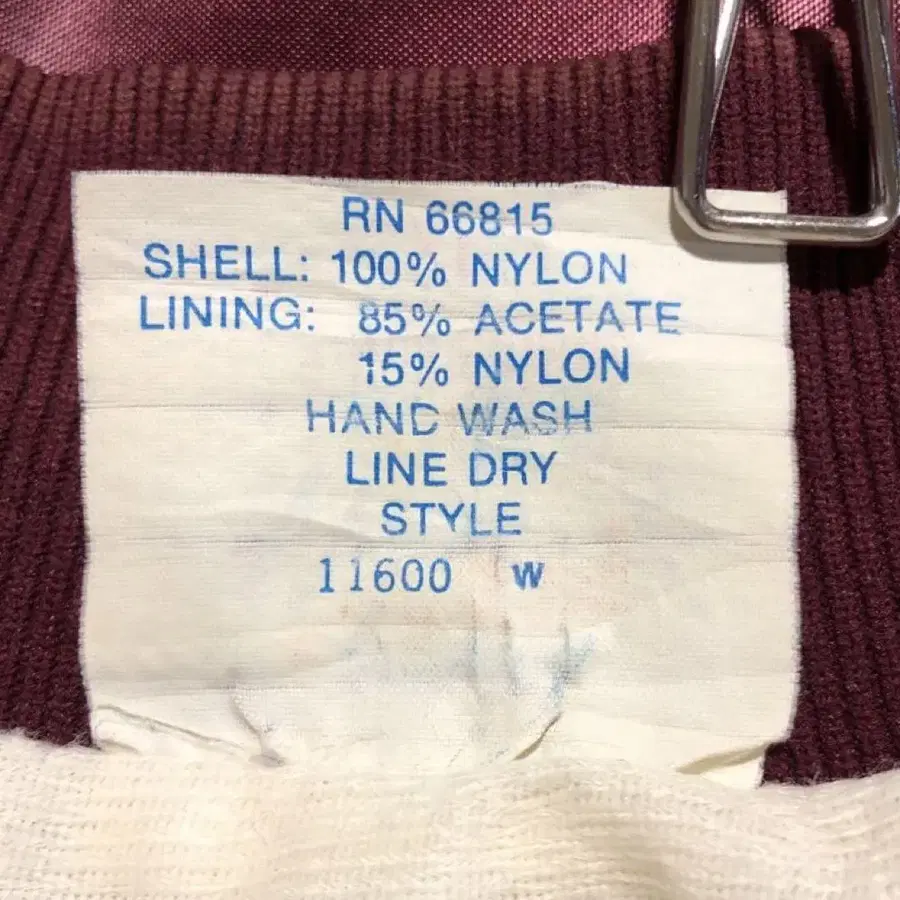 RN 66815
SHELL: 100% NYLON
LINING: 85% ACETATE
15% NYLON
HAND WASH
LINE DRY
STYLE
11600 W